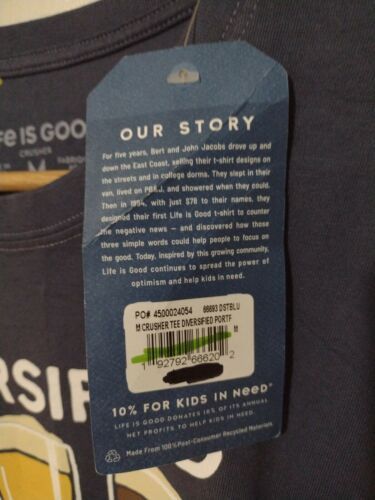 Life IS GOOD
CRUSHER
M
FABRIC
OUR STORY
For five years, Bert and John Jacobs drove up and
down the East Coast, selling their t-shirt designs on
the streets and in college dorms. They slept in their
van, lived on PB&J, and showered when they could.
Then in 1994, with just $78 to their names, they
designed their first Life is Good t-shirt to counter
the negative news — and discovered how those
three simple words could help people to focus on
the good. Today, inspired by this growing community,
Life is Good continues to spread the power of
optimism and help kids in need.
PO# 4500024054 66693 DSTBLU
M CRUSHER TEE DIVERSIFIED PORTF M
1 92792 66620 2
10% FOR KIDS IN NeeD®
LIFE IS GOOD DONATES 10% OF ITS ANNUAL
NET PROFITS TO HELP KIDS IN NEED.
Made From 100% Post-Consumer Recycled Materials
RSIF